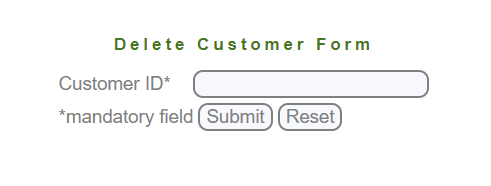 Delete Customer Form
Customer ID*
*mandatory field Submit Reset